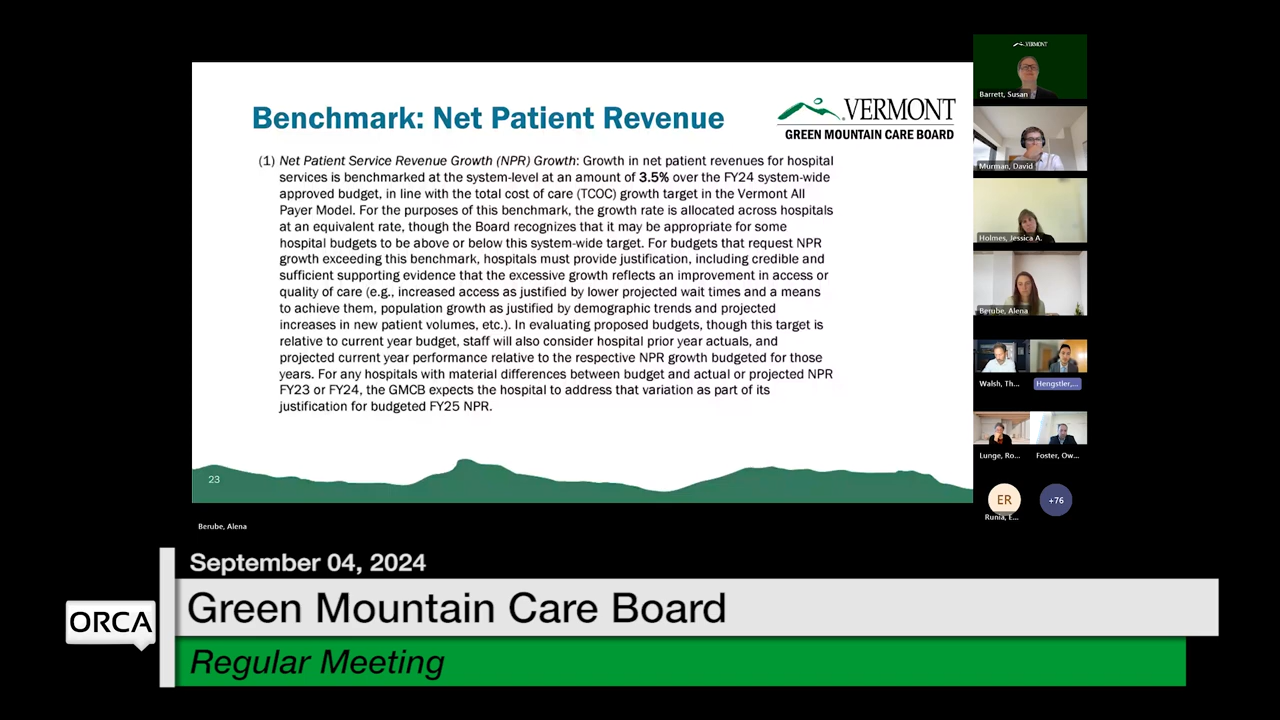 Benchmark: Net Patient Revenue
VERMONT
GREEN MOUNTAIN CARE BOARD
(1) Net Patient Service Revenue Growth (NPR) Growth: Growth in net patient revenues for hospital
services is benchmarked at the system-level at an amount of 3.5% over the FY24 system-wide
approved budget, in line with the total cost of care (TCOC) growth target in the Vermont All
Payer Model. For the purposes of this benchmark, the growth rate is allocated across hospitals
at an equivalent rate, though the Board recognizes that it may be appropriate for some
hospital budgets to be above or below this system-wide target. For budgets that request NPR
growth exceeding this benchmark, hospitals must provide justification, including credible and
sufficient supporting evidence that the excessive growth reflects an improvement in access or
quality of care (e.g., increased access as justified by lower projected wait times and a means
to achieve them, population growth as justified by demographic trends and projected
increases in new patient volumes, etc.). In evaluating proposed budgets, though this target is
relative to current year budget, staff will also consider hospital prior year actuals, and
projected current year performance relative to the respective NPR growth budgeted for those
years. For any hospitals with material differences between budget and actual or projected NPR
FY23 or FY24, the GMCB expects the hospital to address that variation as part of its
justification for budgeted FY25 NPR.
23
VERMONT
Barrett, Susan
Murman, David
Holmes, Jessica A.
Berube, Alena
Walsh, Th...
Hengstler,...
Lunge, Ro...
Foster, Ow...
ER
+76
Runia, E...
Berube, Alena
September 04, 2024
ORCA
Green Mountain Care Board
Regular Meeting